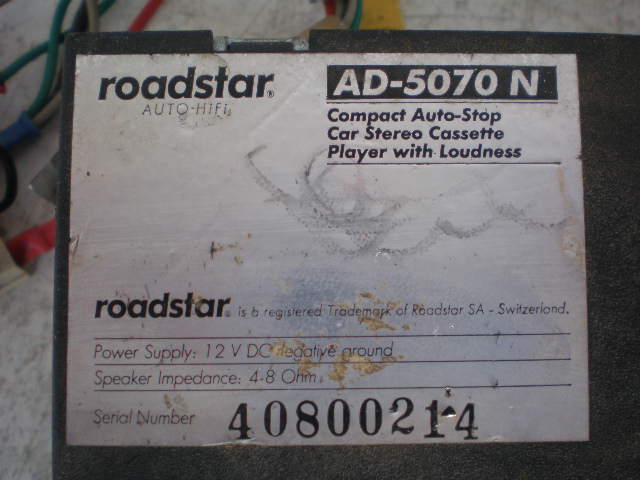 roadstar®
AUTO-HiFi
AD-5070 N
Compact Auto-Stop
Car Stereo Cassette
Player with Loudness
roadstar® is a registered Trademark of Roadstar SA - Switzerland.
Power Supply: 12 V DC negative ground
Speaker Impedance: 4-8 Ohm
Serial Number 40800214